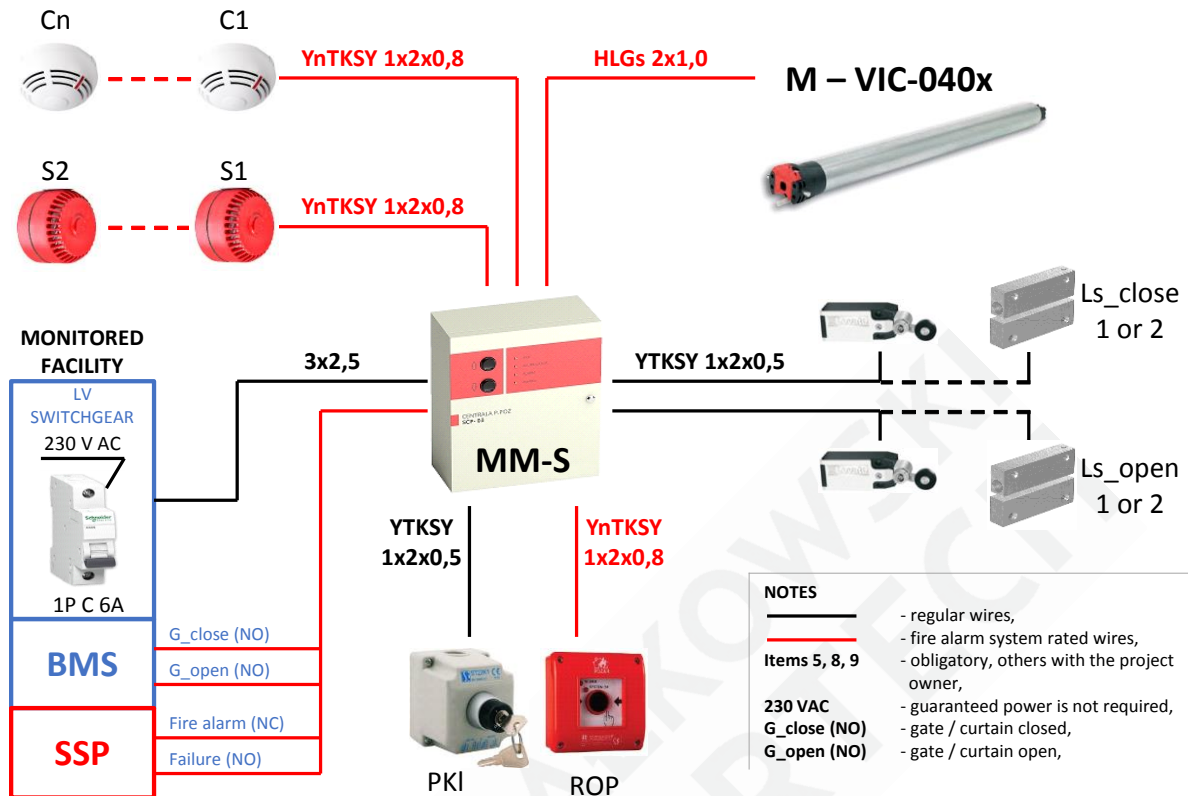 Cn
C1
YnTKSY 1x2x0,8
HLGs 2x1,0
M – VIC-040x
S2
S1
YnTKSY 1x2x0,8
MONITORED
FACILITY
LV
SWITCHGEAR
230 V AC
1P C 6A
3x2,5
YTKSY 1x2x0,5
Ls_close
1 or 2
CENTRALA P-POZ
MM-S
Ls_open
1 or 2
YTKSY
1x2x0,5
YnTKSY
1x2x0,8
BMS
G_close (NO)
G_open (NO)
SSP
Fire alarm (NC)
Failure (NO)
PKl
ROP
NOTES
- regular wires,
- fire alarm system rated wires,
Items 5, 8, 9 - obligatory, others with the project
owner,
230 VAC - guaranteed power is not required,
G_close (NO) - gate / curtain closed,
G_open (NO) - gate / curtain open,